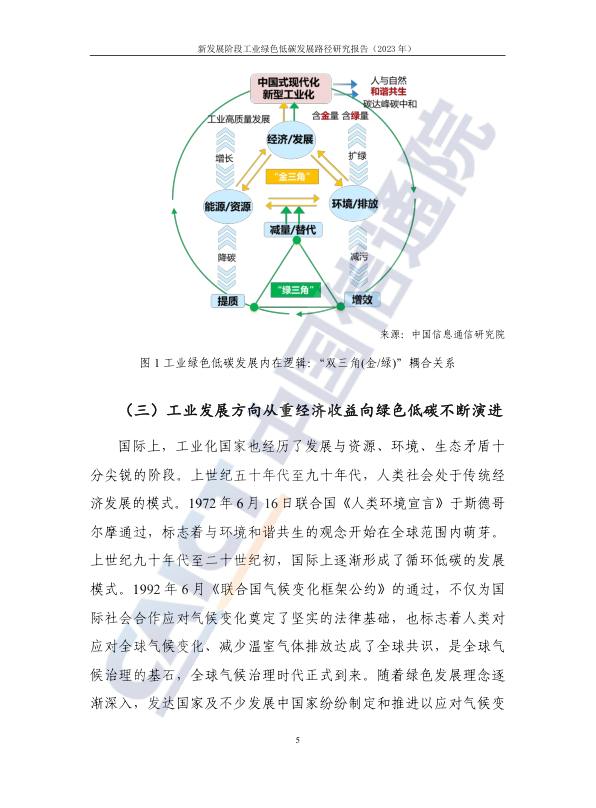 新发展阶段工业绿色低碳发展路径研究报告（2023 年）
中国式现代化
新型工业化
人与自然
和谐共生
碳达峰碳中和
工业高质量发展
含金量 含绿量
经济/发展
增长
扩绿
“金三角”
能源/资源
环境/排放
减量/替代
降碳
减污
“绿三角”
提质
增效
来源：中国信息通信研究院
图 1 工业绿色低碳发展内在逻辑：“双三角(金/绿)”耦合关系
（三）工业发展方向从重经济收益向绿色低碳不断演进
国际上，工业化国家也经历了发展与资源、环境、生态矛盾十
分尖锐的阶段。上世纪五十年代至九十年代，人类社会处于传统经
济发展的模式。1972 年 6 月 16 日联合国《人类环境宣言》于斯德哥
尔摩通过，标志着与环境和谐共生的观念开始在全球范围内萌芽。
上世纪九十年代至二十世纪初，国际上逐渐形成了循环低碳的发展
模式。1992 年 6 月《联合国气候变化框架公约》的通过，不仅为国
际社会合作应对气候变化奠定了坚实的法律基础，也标志着人类对
应对全球气候变化、减少温室气体排放达成了全球共识，是全球气
候治理的基石，全球气候治理时代正式到来。随着绿色发展理念逐
渐深入，发达国家及不少发展中国家纷纷制定和推进以应对气候变
5
CAICT 中国信通院